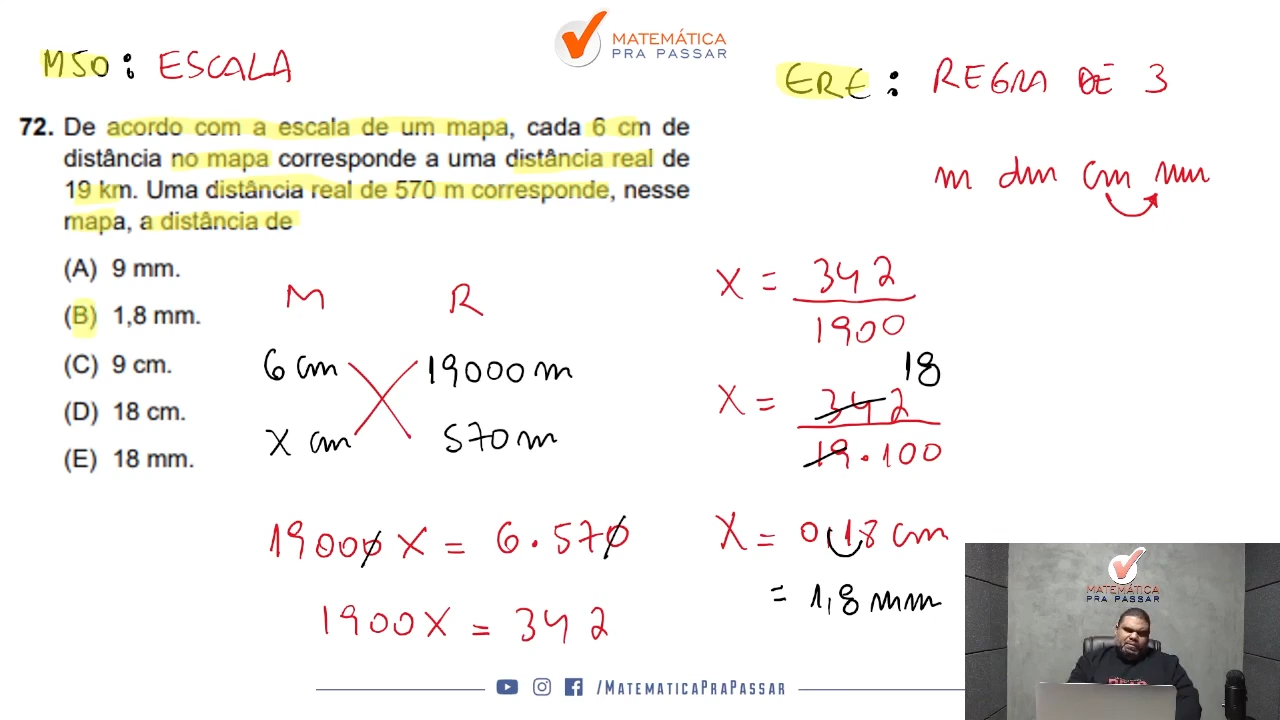 MATEMÁTICA
PRA PASSAR
MSO: ESCALA
ERE: REGRA DE 3
72. De acordo com a escala de um mapa, cada 6 cm de
distância no mapa corresponde a uma distância real de
19 km. Uma distância real de 570 m corresponde, nesse
mapa, a distância de
m dm cm mm
(A) 9 mm.
(B) 1,8 mm.
(C) 9 cm.
(D) 18 cm.
(E) 18 mm.
M R
6 cm 19000 m
X cm 570 m
19000 X = 6 . 570
1900 X = 342
X = 342
1900
18
X = 342
19 . 100
X = 0,18 cm
= 1,8 mm
MATEMÁTICA
PRA PASSAR
/MatematicaPraPassar